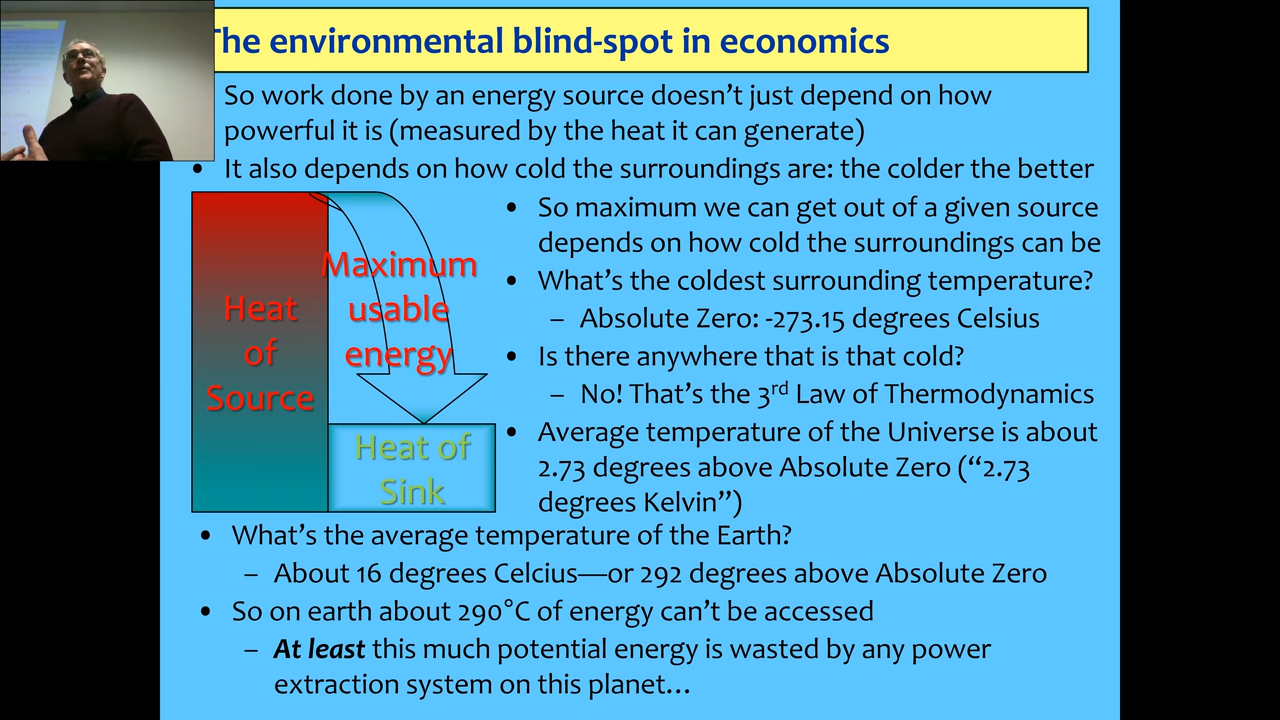 The environmental blind-spot in economics
So work done by an energy source doesn't just depend on how
powerful it is (measured by the heat it can generate)
• It also depends on how cold the surroundings are: the colder the better
Heat
of
Source
Maximum
usable
energy
Heat of
Sink
• So maximum we can get out of a given source
depends on how cold the surroundings can be
• What's the coldest surrounding temperature?
– Absolute Zero: -273.15 degrees Celsius
• Is there anywhere that is that cold?
– No! That's the 3rd Law of Thermodynamics
• Average temperature of the Universe is about
2.73 degrees above Absolute Zero (“2.73
degrees Kelvin”)
• What's the average temperature of the Earth?
– About 16 degrees Celcius—or 292 degrees above Absolute Zero
• So on earth about 290°C of energy can't be accessed
– At least this much potential energy is wasted by any power
extraction system on this planet…